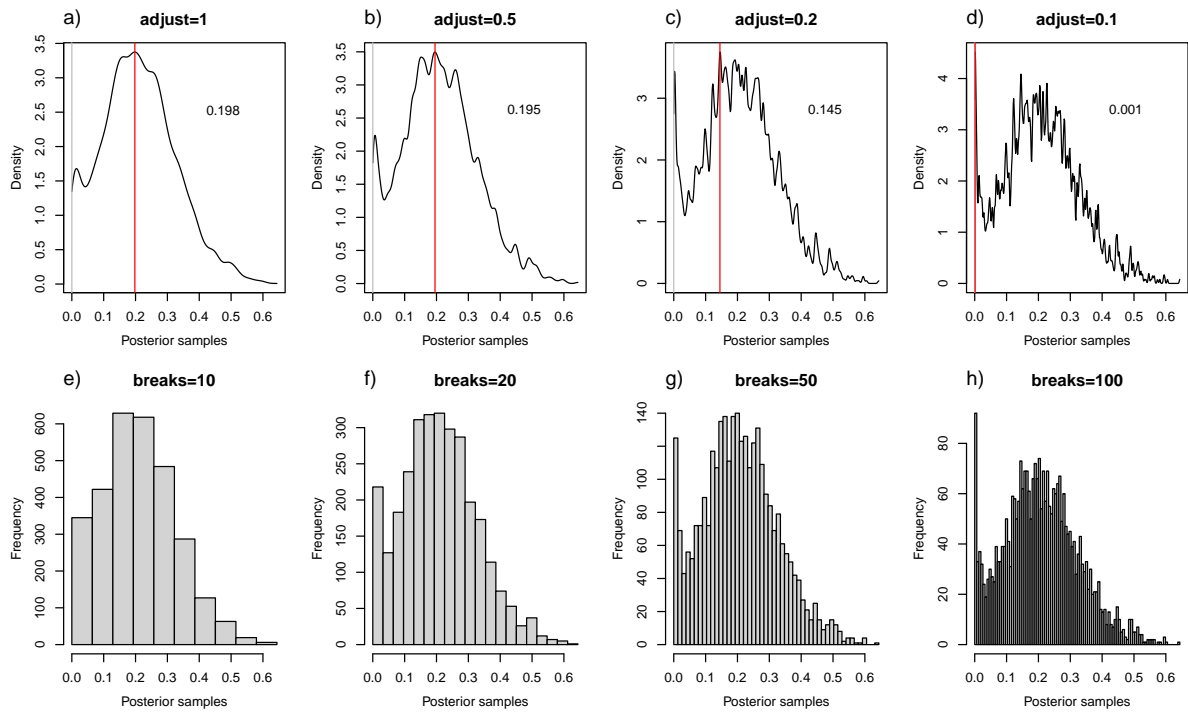 a) adjust=1
Density
0.0 0.5 1.0 1.5 2.0 2.5 3.0 3.5
0.198
0.0 0.1 0.2 0.3 0.4 0.5 0.6
Posterior samples
b) adjust=0.5
Density
0.0 0.5 1.0 1.5 2.0 2.5 3.0 3.5
0.195
0.0 0.1 0.2 0.3 0.4 0.5 0.6
Posterior samples
c) adjust=0.2
Density
0 1 2 3
0.145
0.0 0.1 0.2 0.3 0.4 0.5 0.6
Posterior samples
d) adjust=0.1
Density
0 1 2 3 4
0.001
0.0 0.1 0.2 0.3 0.4 0.5 0.6
Posterior samples
e) breaks=10
Frequency
0 100 200 300 400 500 600
0.0 0.1 0.2 0.3 0.4 0.5 0.6
Posterior samples
f) breaks=20
Frequency
0 50 100 150 200 250 300
0.0 0.1 0.2 0.3 0.4 0.5 0.6
Posterior samples
g) breaks=50
Frequency
0 20 40 60 80 100 140
0.0 0.1 0.2 0.3 0.4 0.5 0.6
Posterior samples
h) breaks=100
Frequency
0 20 40 60 80
0.0 0.1 0.2 0.3 0.4 0.5 0.6
Posterior samples